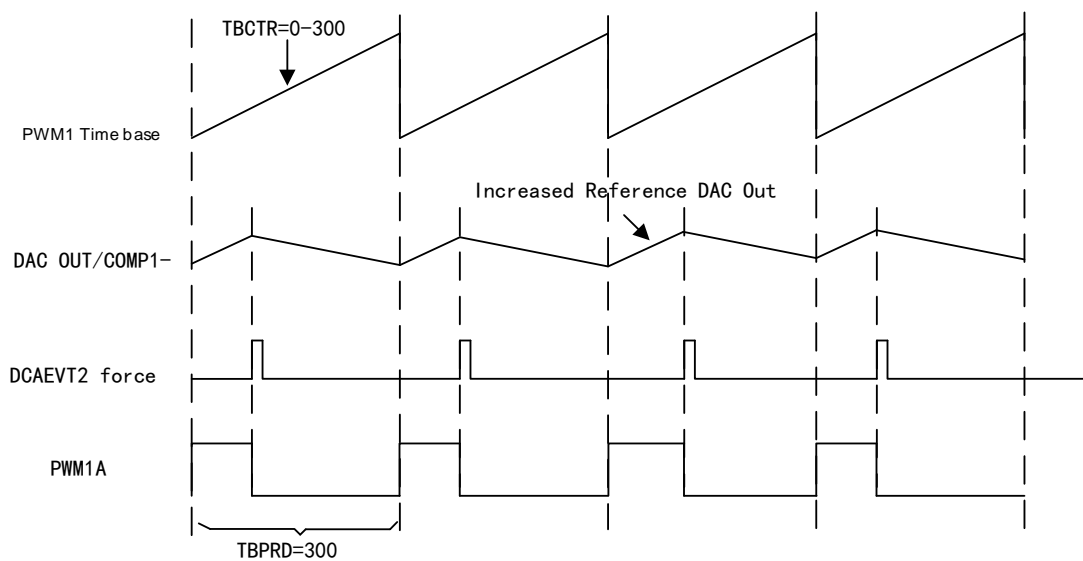 TBCTR=0-300
PWM1 Time base
Increased Reference DAC Out
DAC OUT/COMP1-
DCAEVT2 force
PWM1A
TBPRD=300